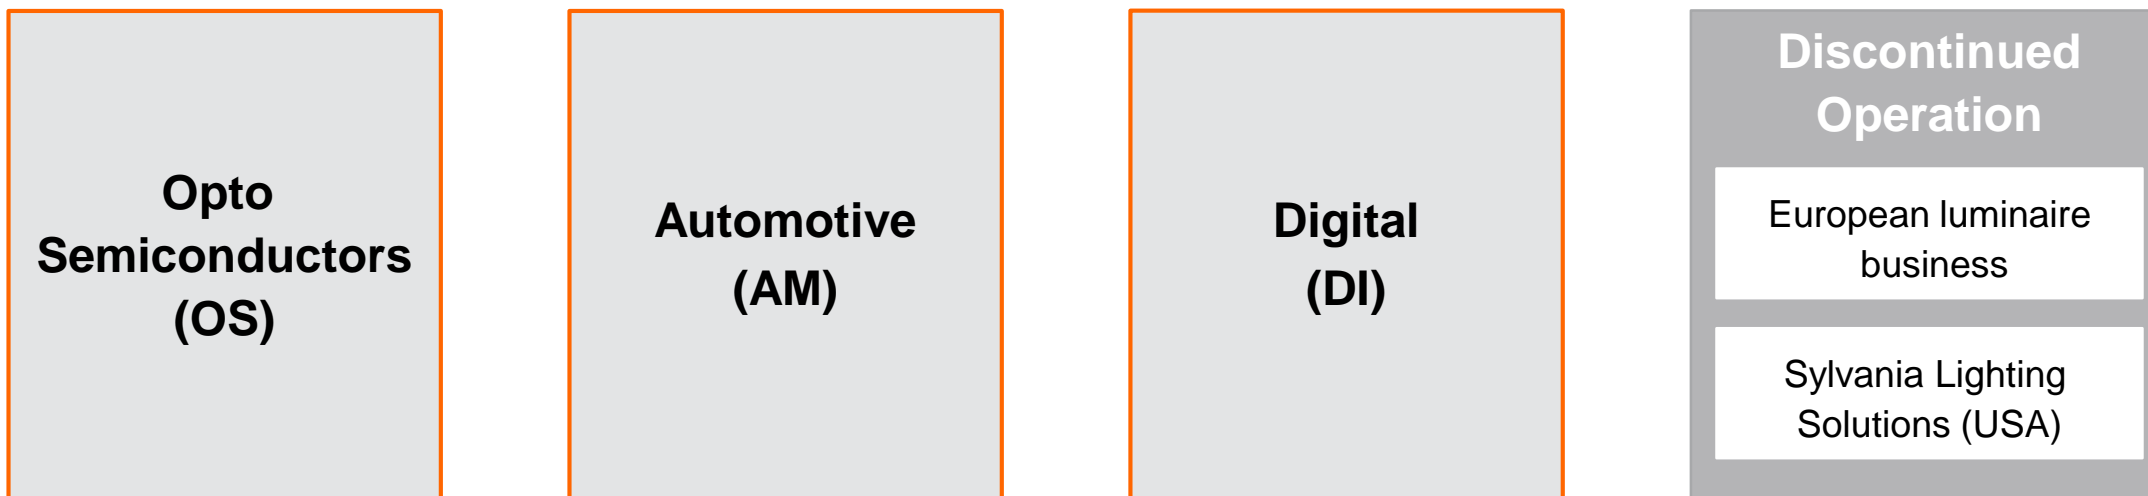 Opto
Semiconductors
(OS)
Automotive
(AM)
Digital
(DI)
Discontinued
Operation
European luminaire
business
Sylvania Lighting
Solutions (USA)